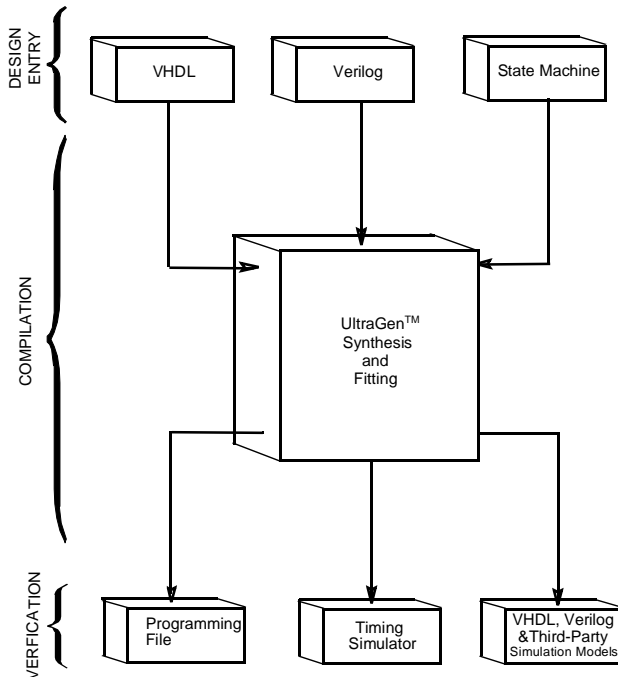 DESIGN
ENTRY
VHDL
Verilog
State Machine
COMPILATION
UltraGen™
Synthesis
and
Fitting
VERFICATION
Programming
File
Timing
Simulator
VHDL, Verilog
&Third-Party
Simulation Models